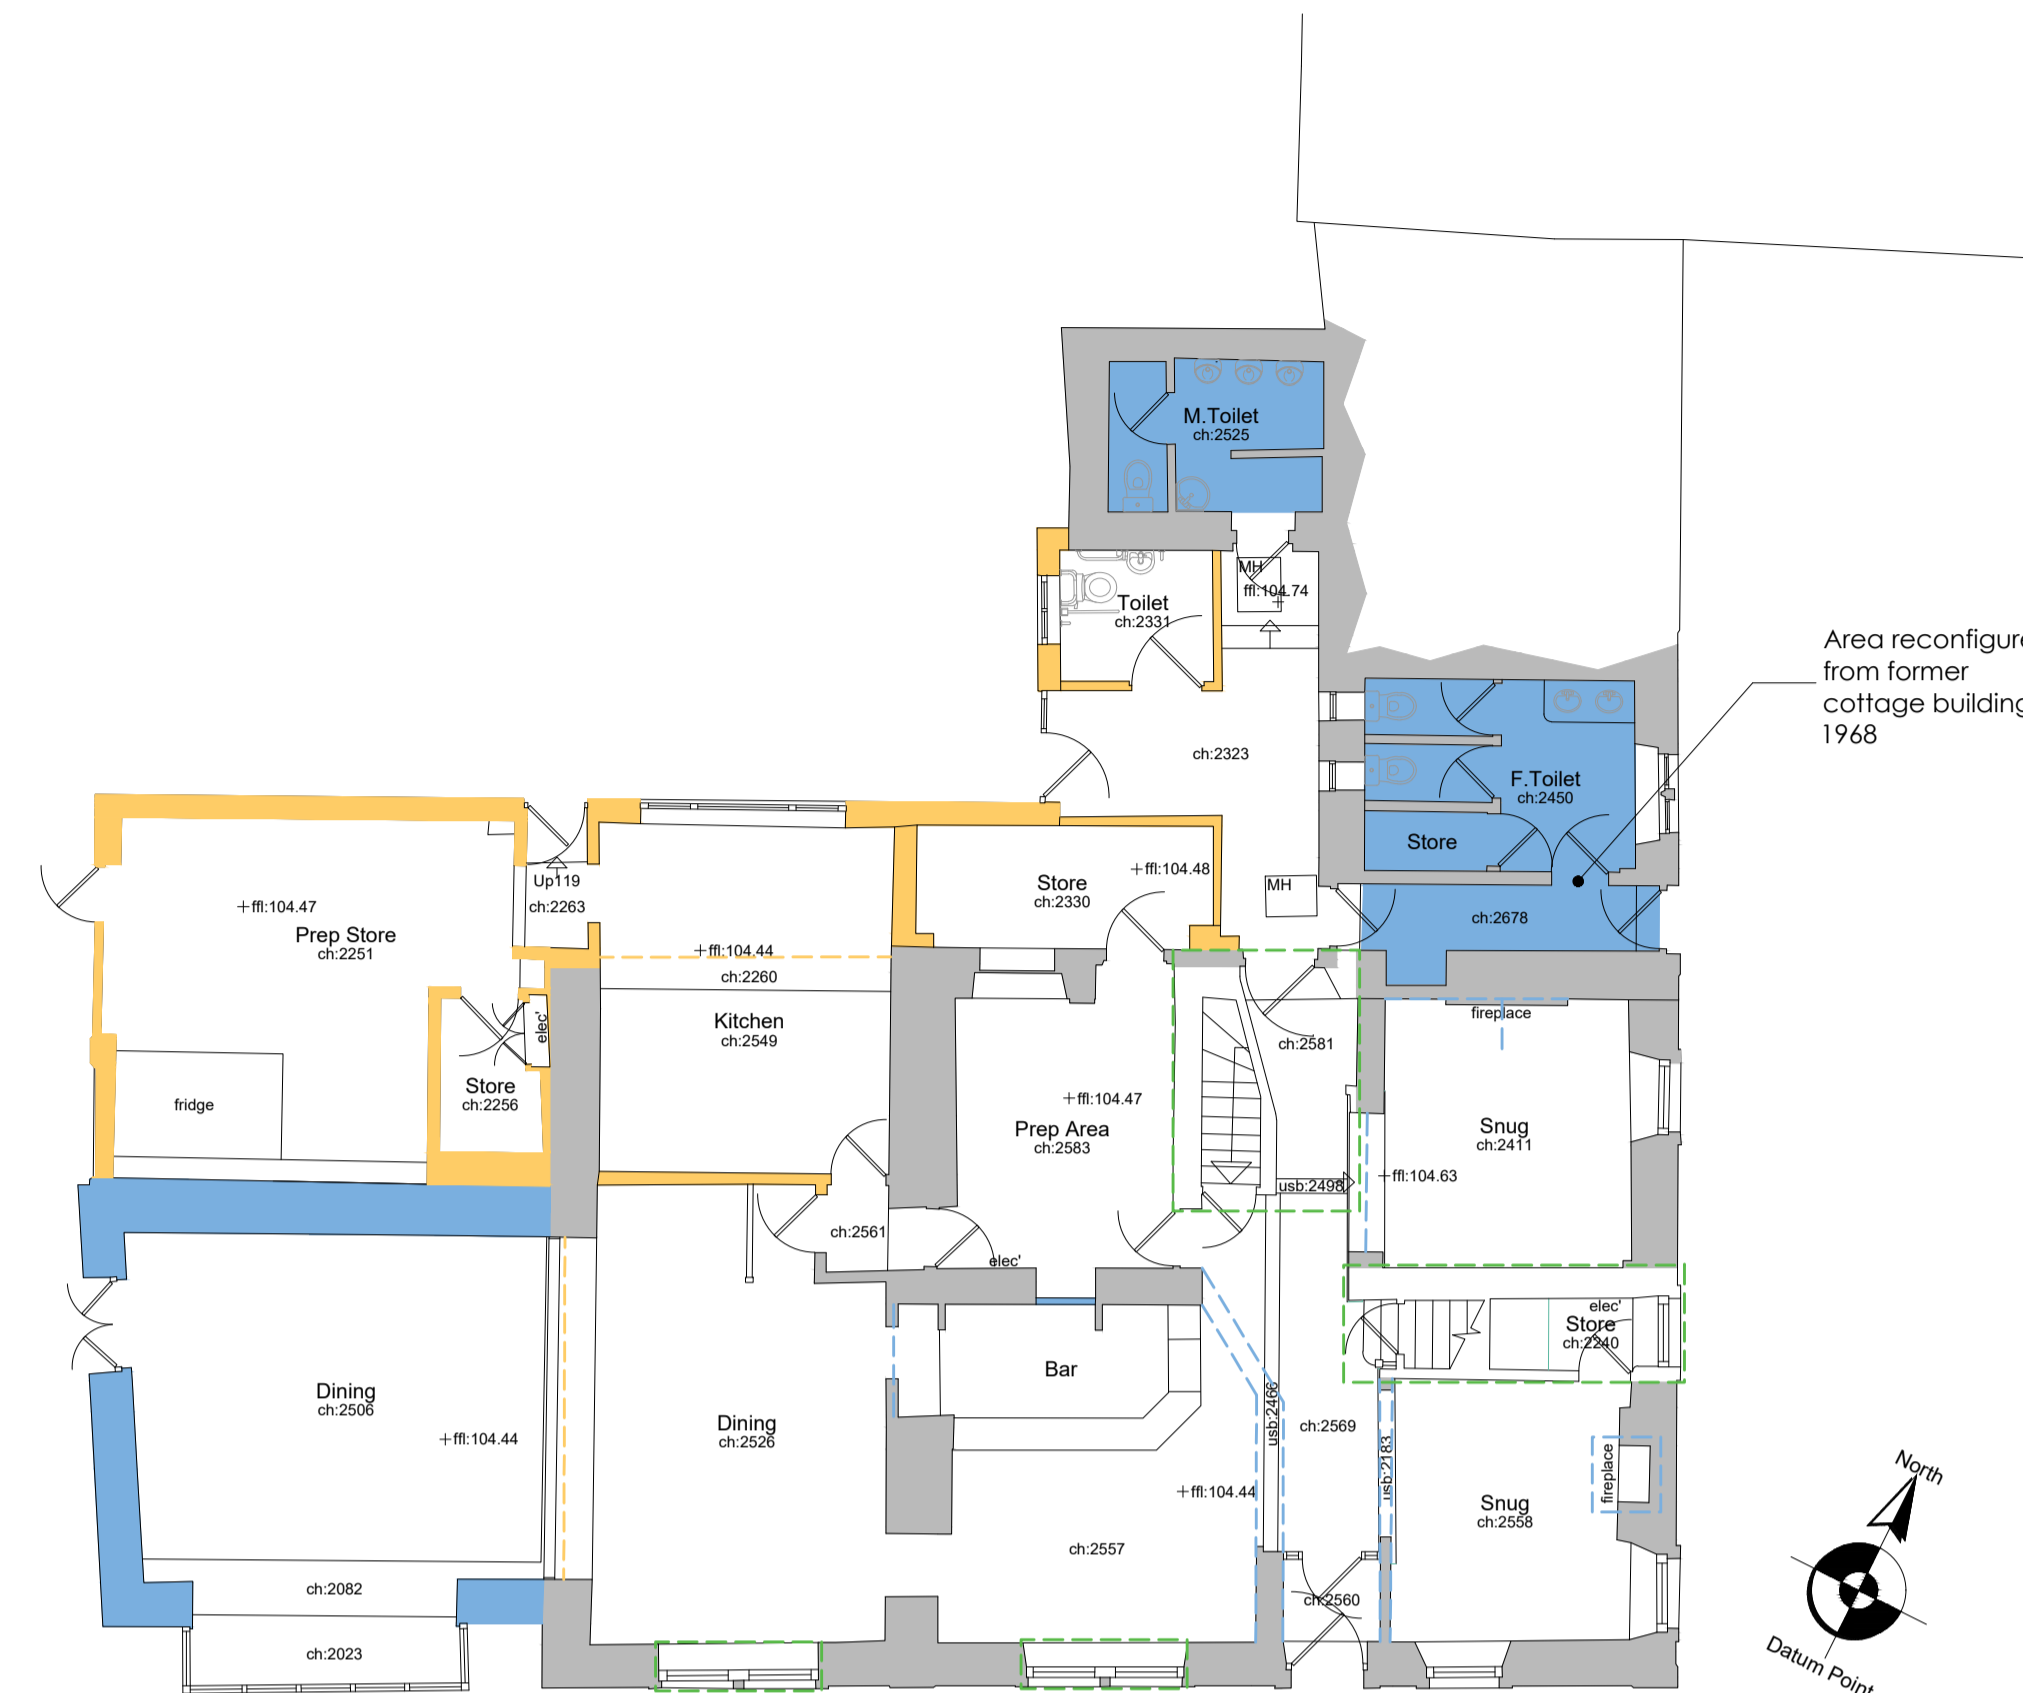 M.Toilet
ch:2525
MH
ffl:104.74
Toilet
ch:2331
Area reconfigure
from former
cottage building
1968
ch:2323
F.Toilet
ch:2450
Store
Up119
ch:2263
+ffl:104.47
Prep Store
ch:2251
+ffl:104.44
ch:2260
Store
ch:2330
+ffl:104.48
MH
ch:2678
Kitchen
ch:2549
elec'
Store
ch:2256
fridge
fireplace
ch:2581
+ffl:104.47
Prep Area
ch:2583
Snug
ch:2411
usb:2498
+ffl:104.63
ch:2561
elec'
elec'
Store
ch:2240
Bar
Dining
ch:2506
+ffl:104.44
Dining
ch:2526
usb:2466
ch:2569
usb:2183
fireplace
+ffl:104.44
Snug
ch:2558
ch:2557
ch:2082
ch:2560
ch:2023
North
Datum Point